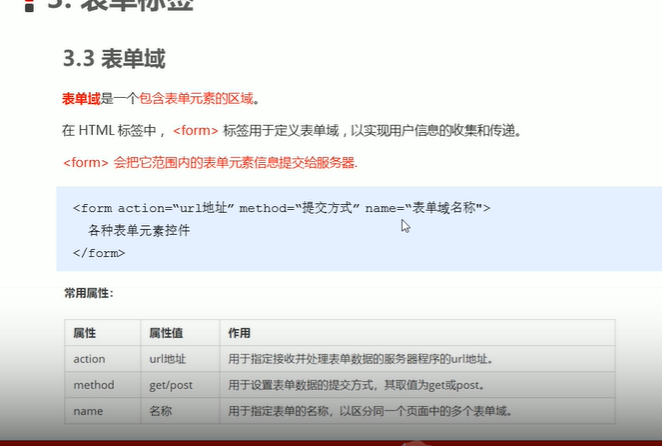 3. 表单标签
3.3 表单域
表单域是一个包含表单元素的区域。
在 HTML 标签中， <form> 标签用于定义表单域 , 以实现用户信息的收集和传递。
<form> 会把它范围内的表单元素信息提交给服务器.
<form action=“url地址” method=“提交方式” name=“表单域名称">
各种表单元素控件
</form>
常用属性：
属性 属性值 作用
action url地址 用于指定接收并处理表单数据的服务器程序的url地址。
method get/post 用于设置表单数据的提交方式，其取值为get或post。
name 名称 用于指定表单的名称，以区分同一个页面中的多个表单域。